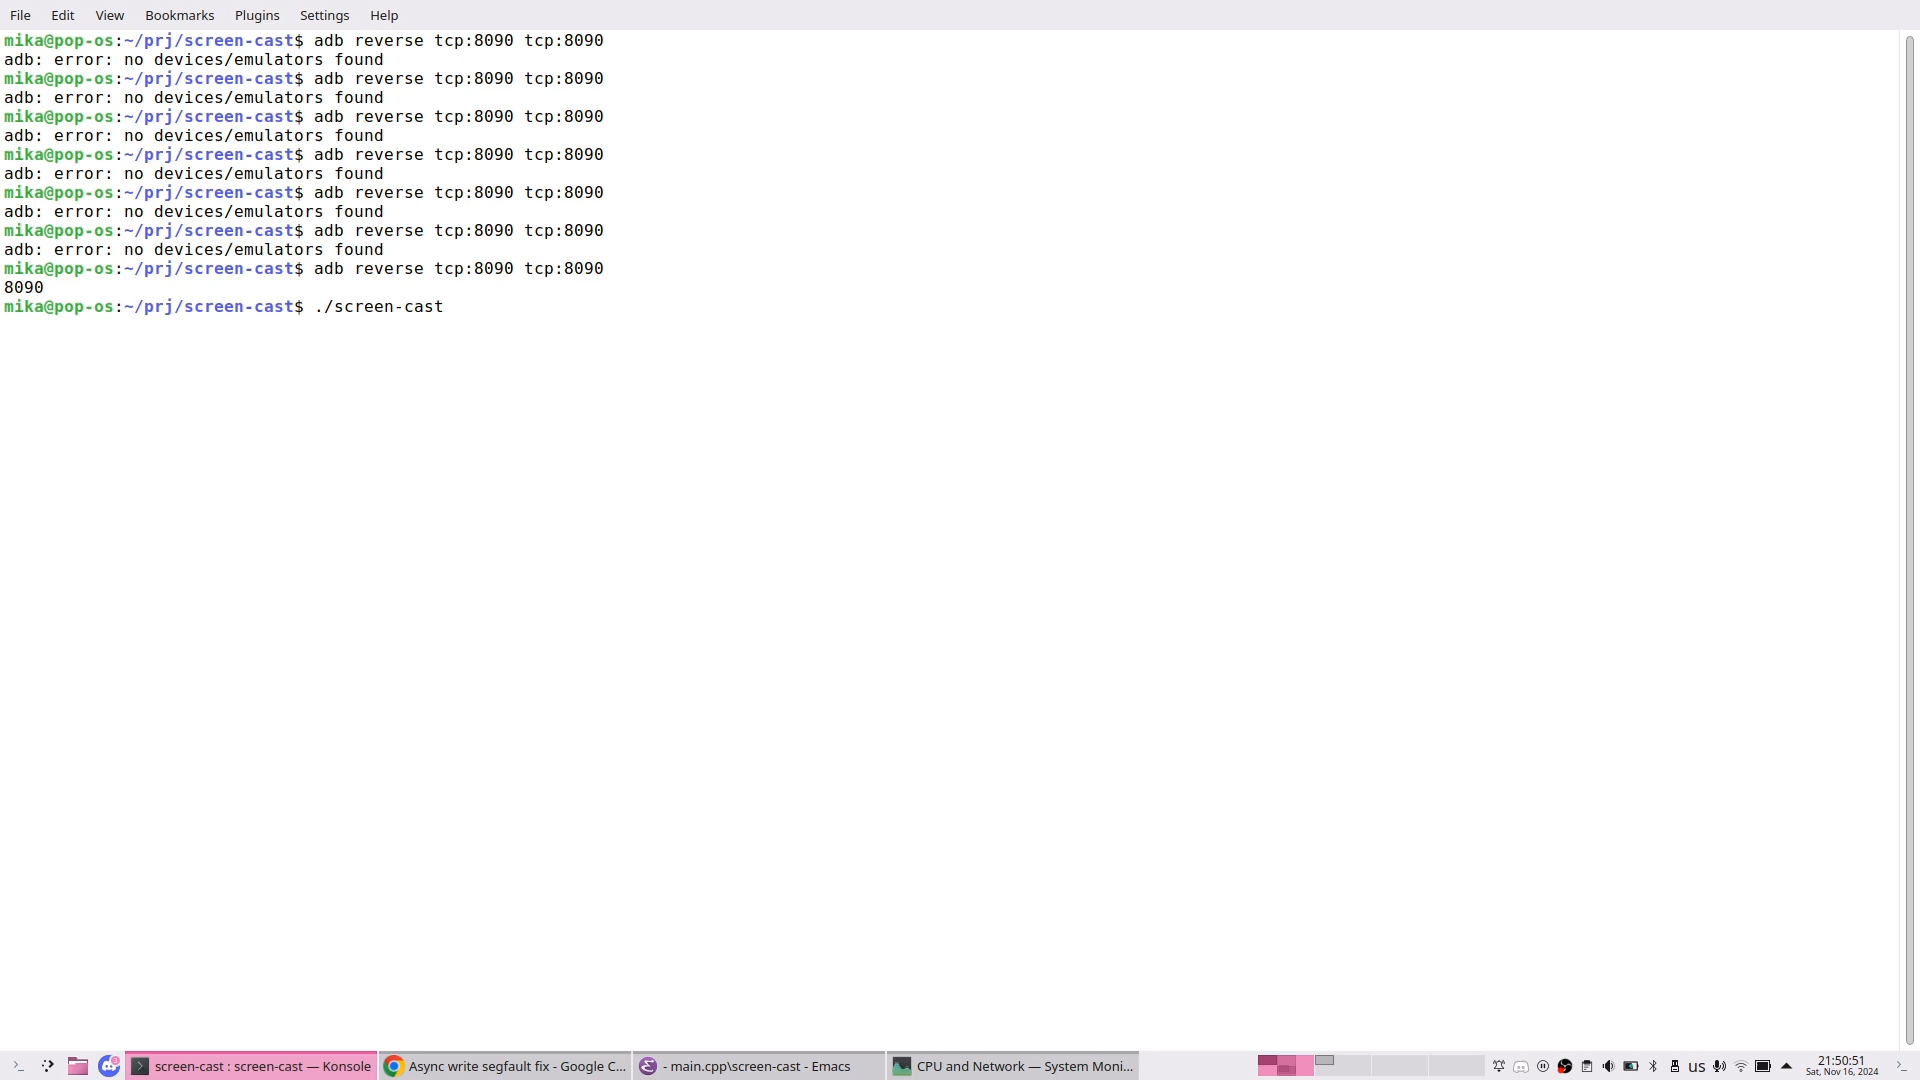 File Edit View Bookmarks Plugins Settings Help
mika@pop-os:~/prj/screen-cast$ adb reverse tcp:8090 tcp:8090
adb: error: no devices/emulators found
mika@pop-os:~/prj/screen-cast$ adb reverse tcp:8090 tcp:8090
adb: error: no devices/emulators found
mika@pop-os:~/prj/screen-cast$ adb reverse tcp:8090 tcp:8090
adb: error: no devices/emulators found
mika@pop-os:~/prj/screen-cast$ adb reverse tcp:8090 tcp:8090
adb: error: no devices/emulators found
mika@pop-os:~/prj/screen-cast$ adb reverse tcp:8090 tcp:8090
adb: error: no devices/emulators found
mika@pop-os:~/prj/screen-cast$ adb reverse tcp:8090 tcp:8090
adb: error: no devices/emulators found
mika@pop-os:~/prj/screen-cast$ adb reverse tcp:8090 tcp:8090
8090
mika@pop-os:~/prj/screen-cast$ ./screen-cast
screen-cast : screen-cast — Konsole Async write segfault fix - Google C... - main.cpp\screen-cast - Emacs CPU and Network — System Moni... us 21:50:51
Sat, Nov 16, 2024